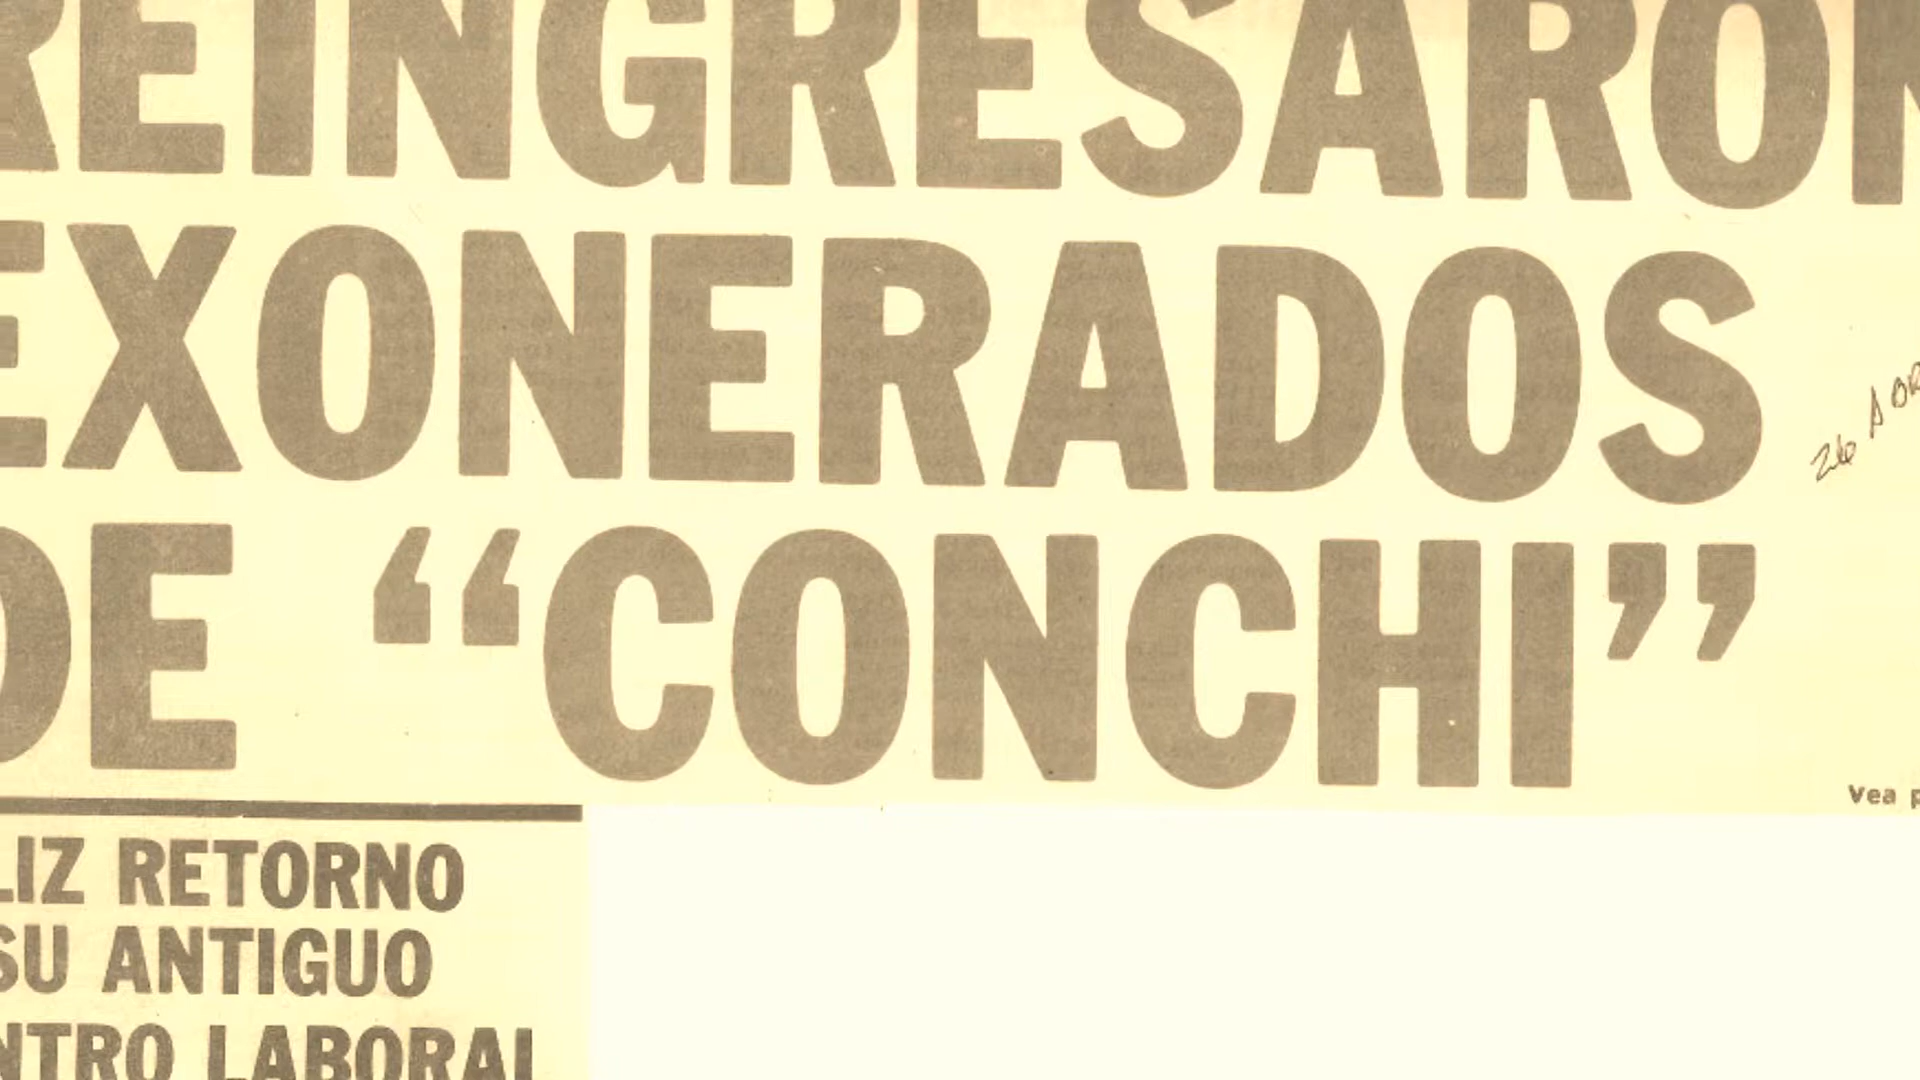 REINGRESARON
EXONERADOS
DE “CONCHI”
LIZ RETORNO
SU ANTIGUO
NTRO LABORAL
Vea